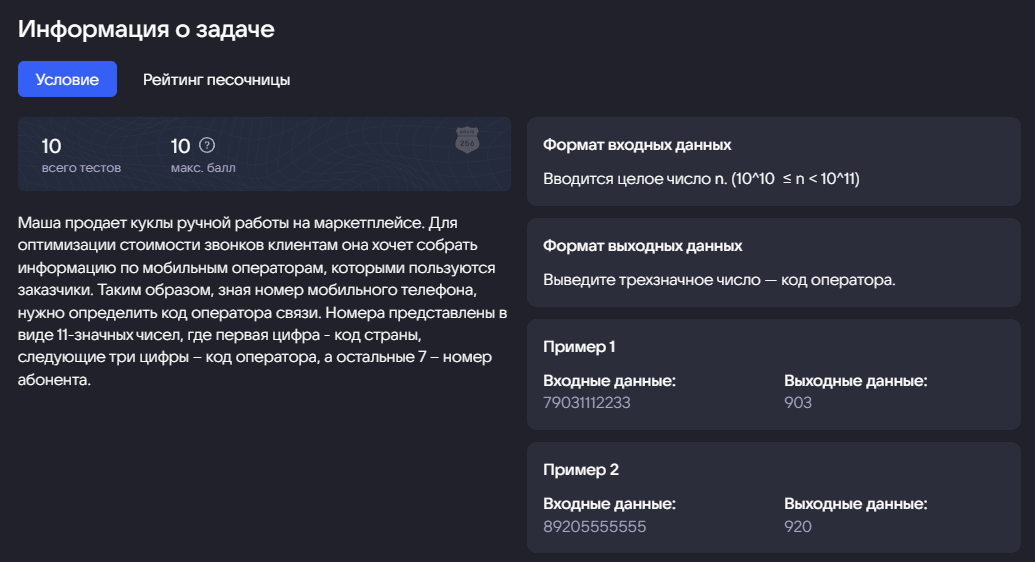 Информация о задаче
Условие
Рейтинг песочницы
10
всего тестов
10 ?
макс. балл
256
Маша продает куклы ручной работы на маркетплейсе. Для
оптимизации стоимости звонков клиентам она хочет собрать
информацию по мобильным операторам, которыми пользуются
заказчики. Таким образом, зная номер мобильного телефона,
нужно определить код оператора связи. Номера представлены в
виде 11-значных чисел, где первая цифра - код страны,
следующие три цифры – код оператора, а остальные 7 – номер
абонента.
Формат входных данных
Вводится целое число n. (10^10 ≤ n < 10^11)
Формат выходных данных
Выведите трехзначное число — код оператора.
Пример 1
Входные данные:
79031112233
Выходные данные:
903
Пример 2
Входные данные:
89205555555
Выходные данные:
920